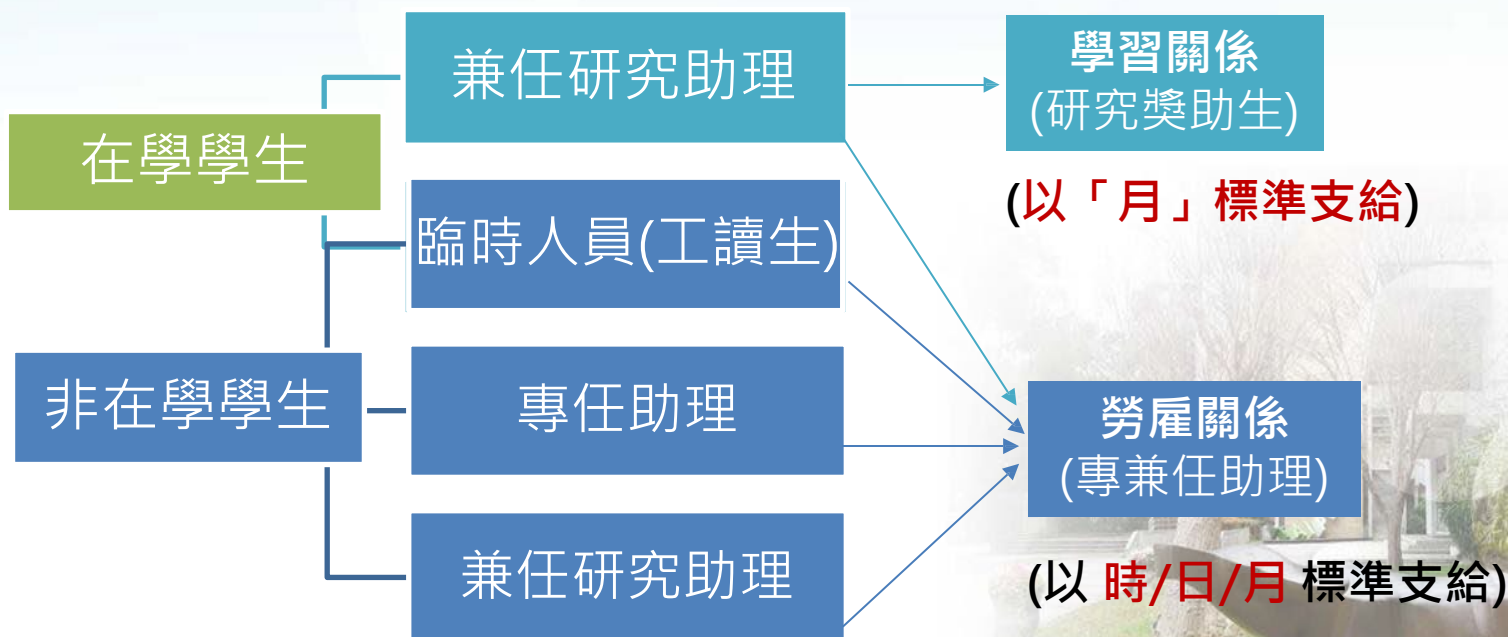 在學學生
非在學學生
兼任研究助理
臨時人員(工讀生)
專任助理
兼任研究助理
學習關係
(研究獎助生)
(以「月」標準支給)
勞雇關係
(專兼任助理)
(以 時/日/月 標準支給)